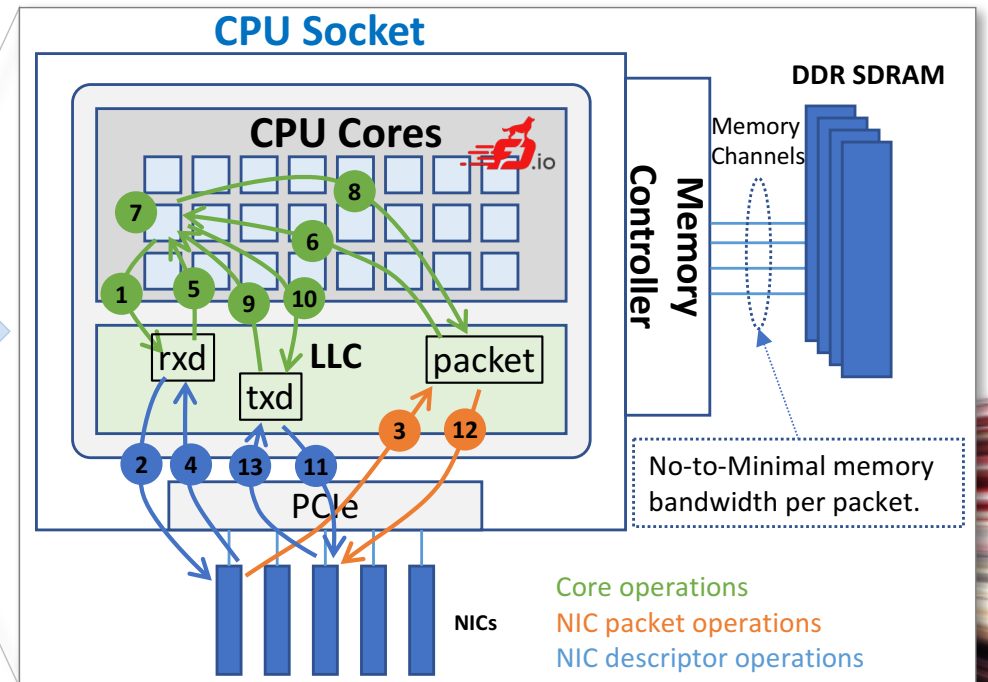 CPU Socket
DDR SDRAM
CPU Cores
FD.io
Memory
Channels
Memory
Controller
8
7
6
1
5
9
10
rxd
LLC
packet
txd
3
12
2
4
13
11
No-to-Minimal memory
bandwidth per packet.
PCIe
NICs
Core operations
NIC packet operations
NIC descriptor operations